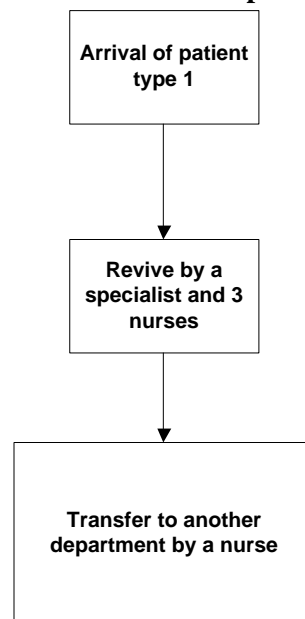 Arrival of patient
type 1
Revive by a
specialist and 3
nurses
Transfer to another
department by a nurse